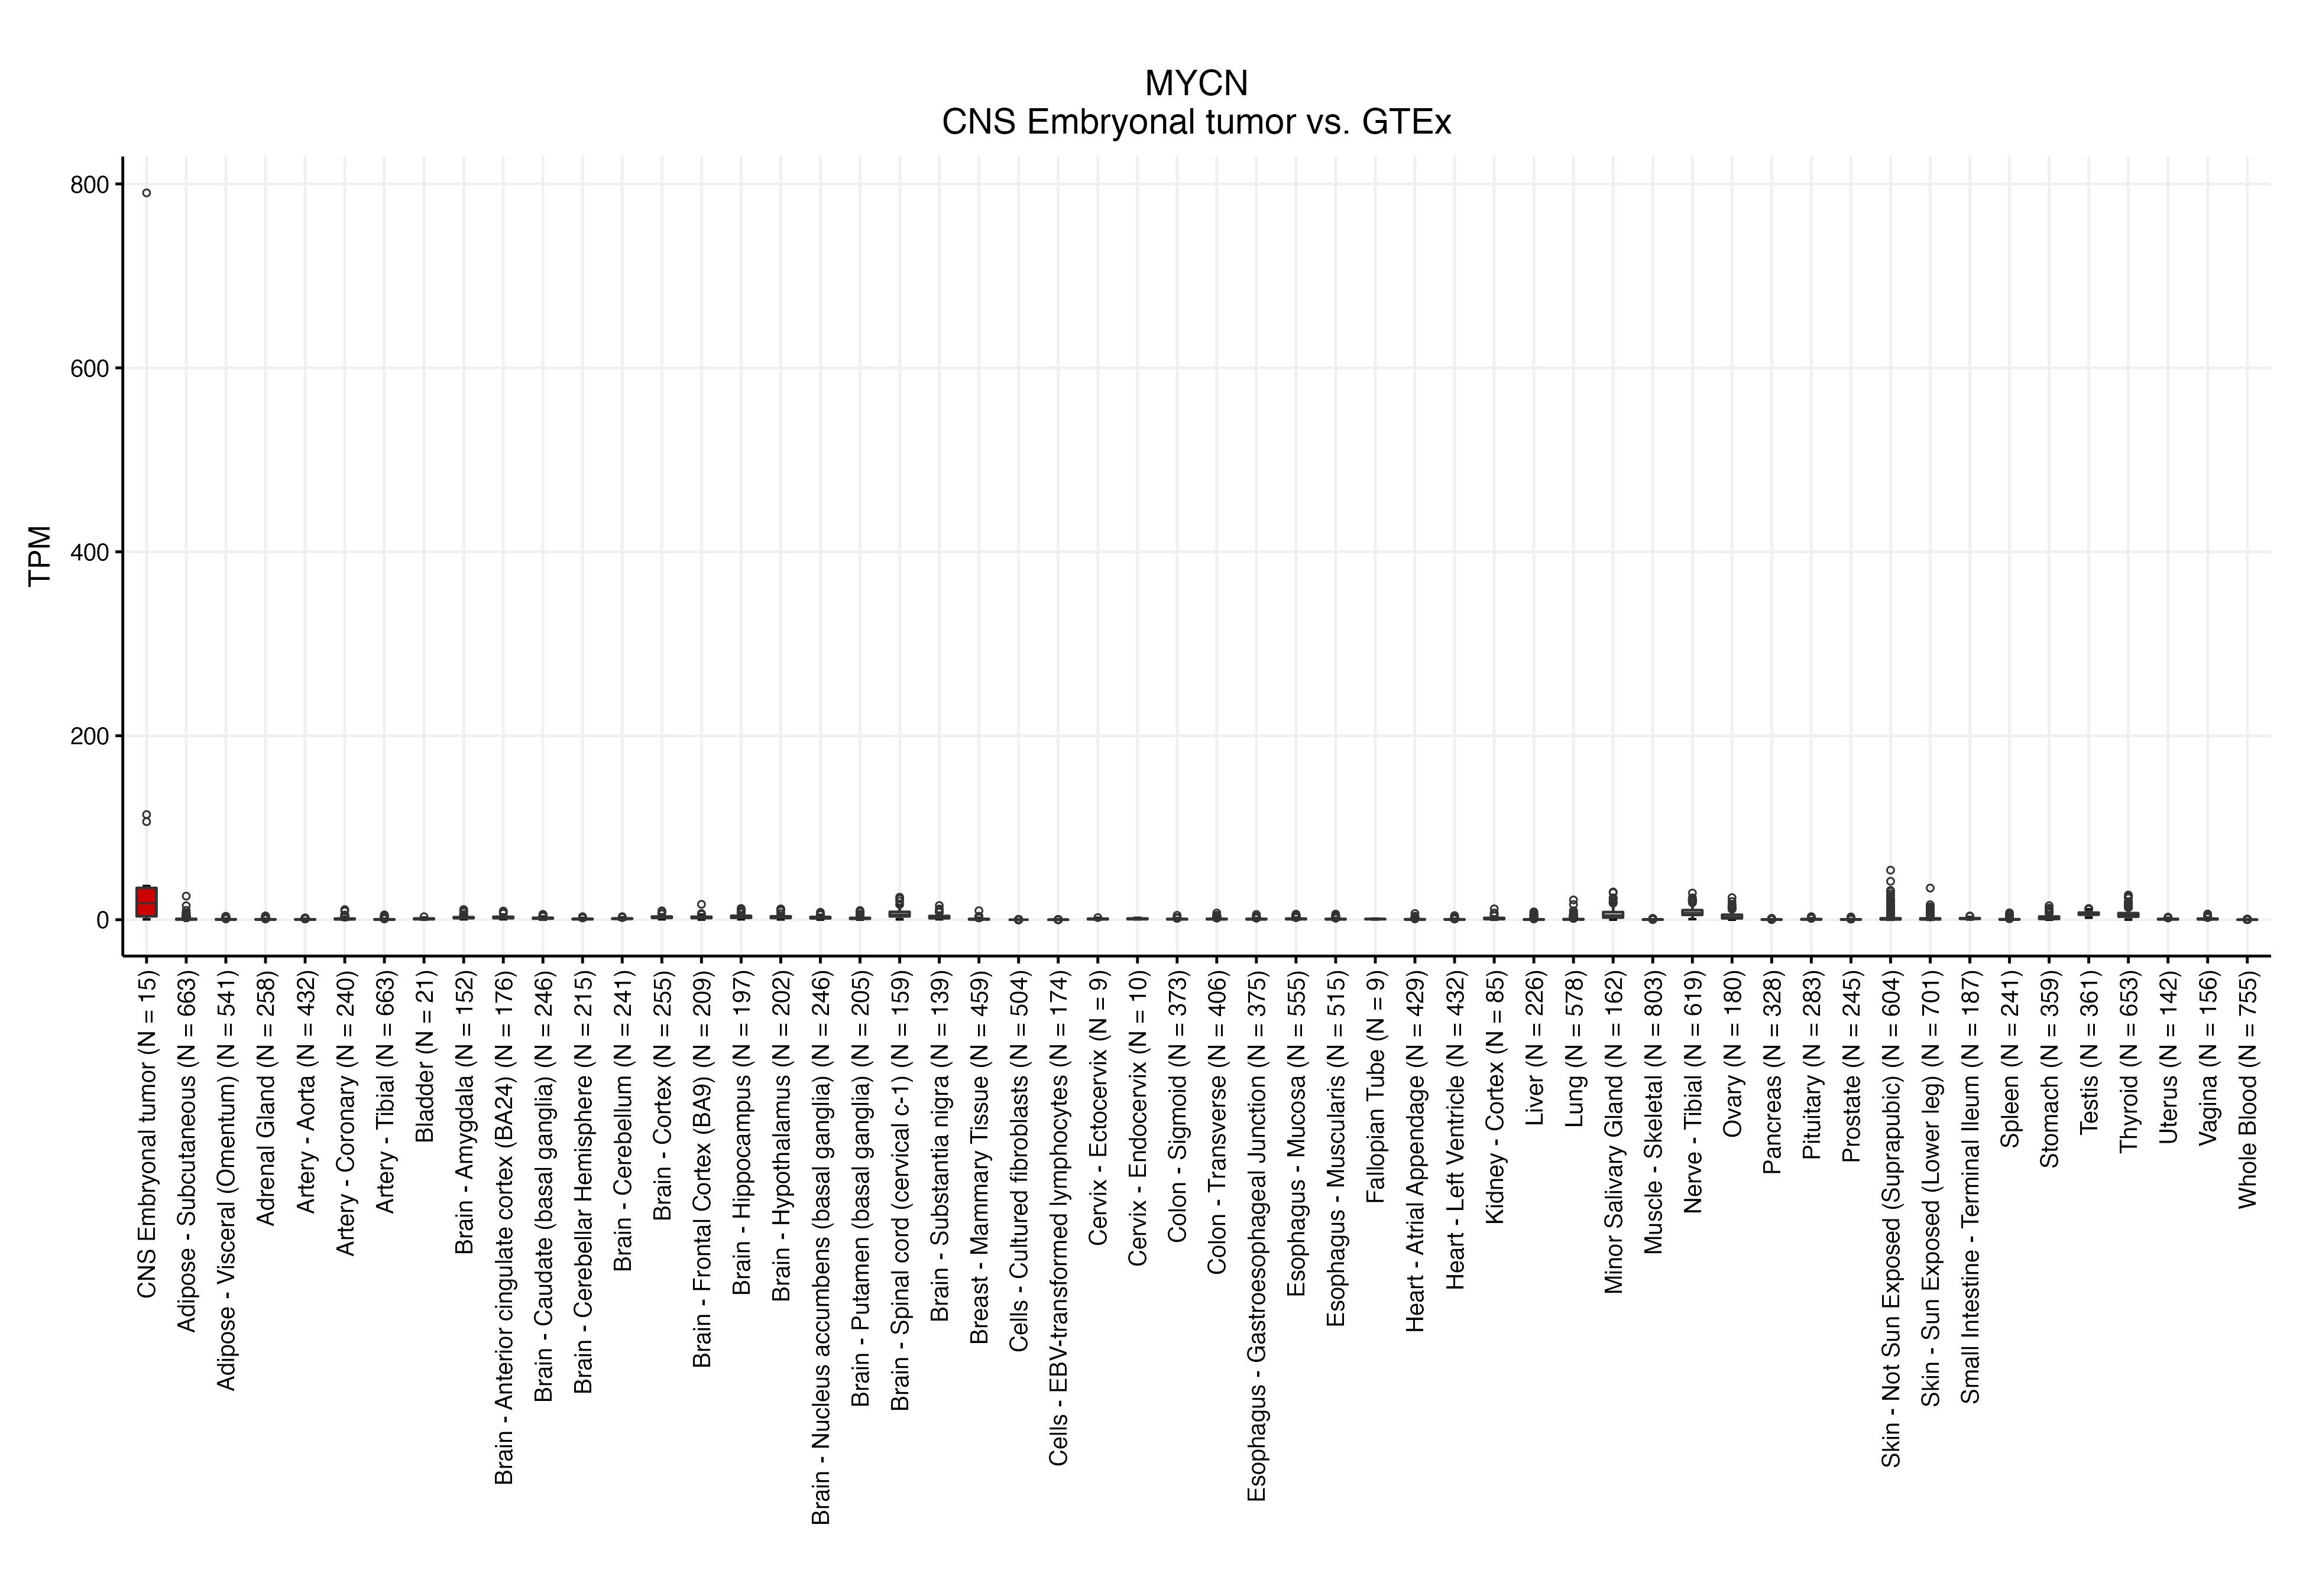 MYCN
CNS Embryonal tumor vs. GTEx
TPM
800
600
400
200
0
CNS Embryonal tumor (N = 15)
Adipose - Subcutaneous (N = 663)
Adipose - Visceral (Omentum) (N = 541)
Adrenal Gland (N = 258)
Artery - Aorta (N = 432)
Artery - Coronary (N = 240)
Artery - Tibial (N = 663)
Bladder (N = 21)
Brain - Amygdala (N = 152)
Brain - Anterior cingulate cortex (BA24) (N = 176)
Brain - Caudate (basal ganglia) (N = 246)
Brain - Cerebellar Hemisphere (N = 215)
Brain - Cerebellum (N = 241)
Brain - Cortex (N = 255)
Brain - Frontal Cortex (BA9) (N = 209)
Brain - Hippocampus (N = 197)
Brain - Hypothalamus (N = 202)
Brain - Nucleus accumbens (basal ganglia) (N = 246)
Brain - Putamen (basal ganglia) (N = 205)
Brain - Spinal cord (cervical c-1) (N = 159)
Brain - Substantia nigra (N = 139)
Breast - Mammary Tissue (N = 459)
Cells - Cultured fibroblasts (N = 504)
Cells - EBV-transformed lymphocytes (N = 174)
Cervix - Ectocervix (N = 9)
Cervix - Endocervix (N = 10)
Colon - Sigmoid (N = 373)
Colon - Transverse (N = 406)
Esophagus - Gastroesophageal Junction (N = 375)
Esophagus - Mucosa (N = 555)
Esophagus - Muscularis (N = 515)
Fallopian Tube (N = 9)
Heart - Atrial Appendage (N = 429)
Heart - Left Ventricle (N = 432)
Kidney - Cortex (N = 85)
Liver (N = 226)
Lung (N = 578)
Minor Salivary Gland (N = 162)
Muscle - Skeletal (N = 803)
Nerve - Tibial (N = 619)
Ovary (N = 180)
Pancreas (N = 328)
Pituitary (N = 283)
Prostate (N = 245)
Skin - Not Sun Exposed (Suprapubic) (N = 604)
Skin - Sun Exposed (Lower leg) (N = 701)
Small Intestine - Terminal Ileum (N = 187)
Spleen (N = 241)
Stomach (N = 359)
Testis (N = 361)
Thyroid (N = 653)
Uterus (N = 142)
Vagina (N = 156)
Whole Blood (N = 755)